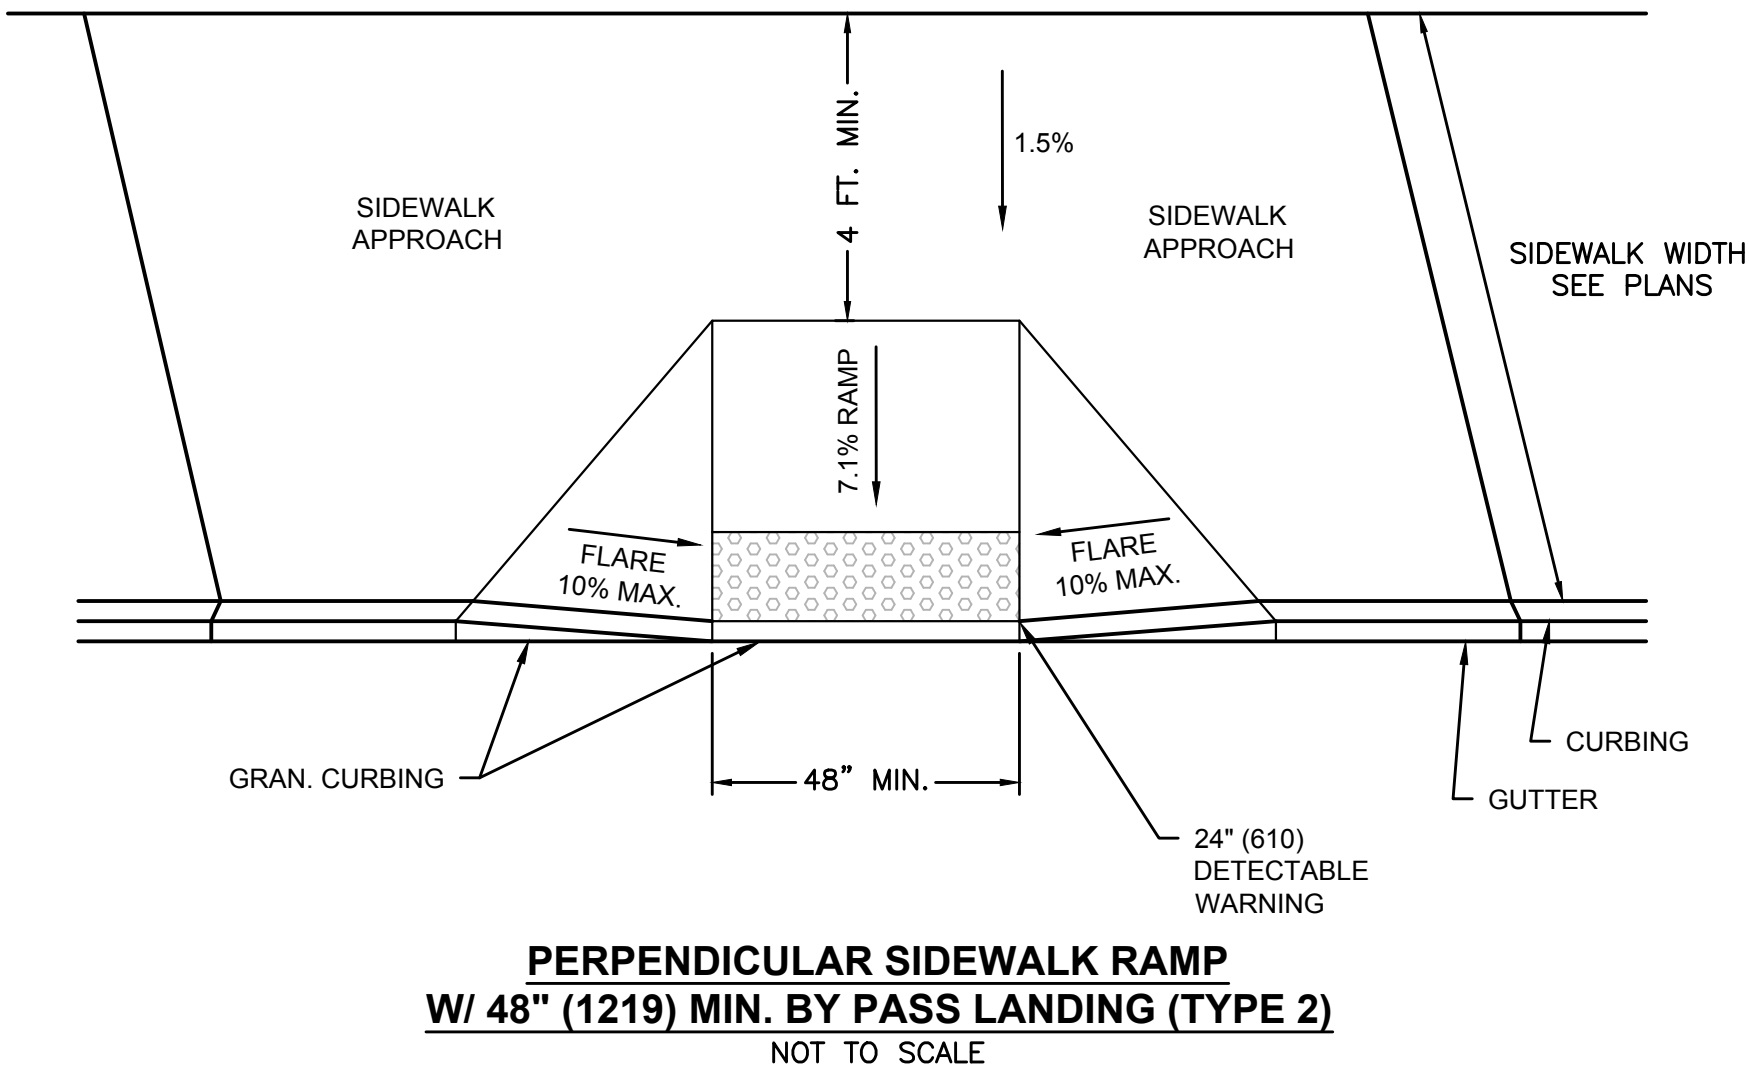 4 FT. MIN.
1.5%
SIDEWALK
APPROACH
SIDEWALK
APPROACH
SIDEWALK WIDTH
SEE PLANS
7.1% RAMP
FLARE
10% MAX.
FLARE
10% MAX.
GRAN. CURBING
48” MIN.
CURBING
GUTTER
24" (610)
DETECTABLE
WARNING
PERPENDICULAR SIDEWALK RAMP
W/ 48" (1219) MIN. BY PASS LANDING (TYPE 2)
NOT TO SCALE